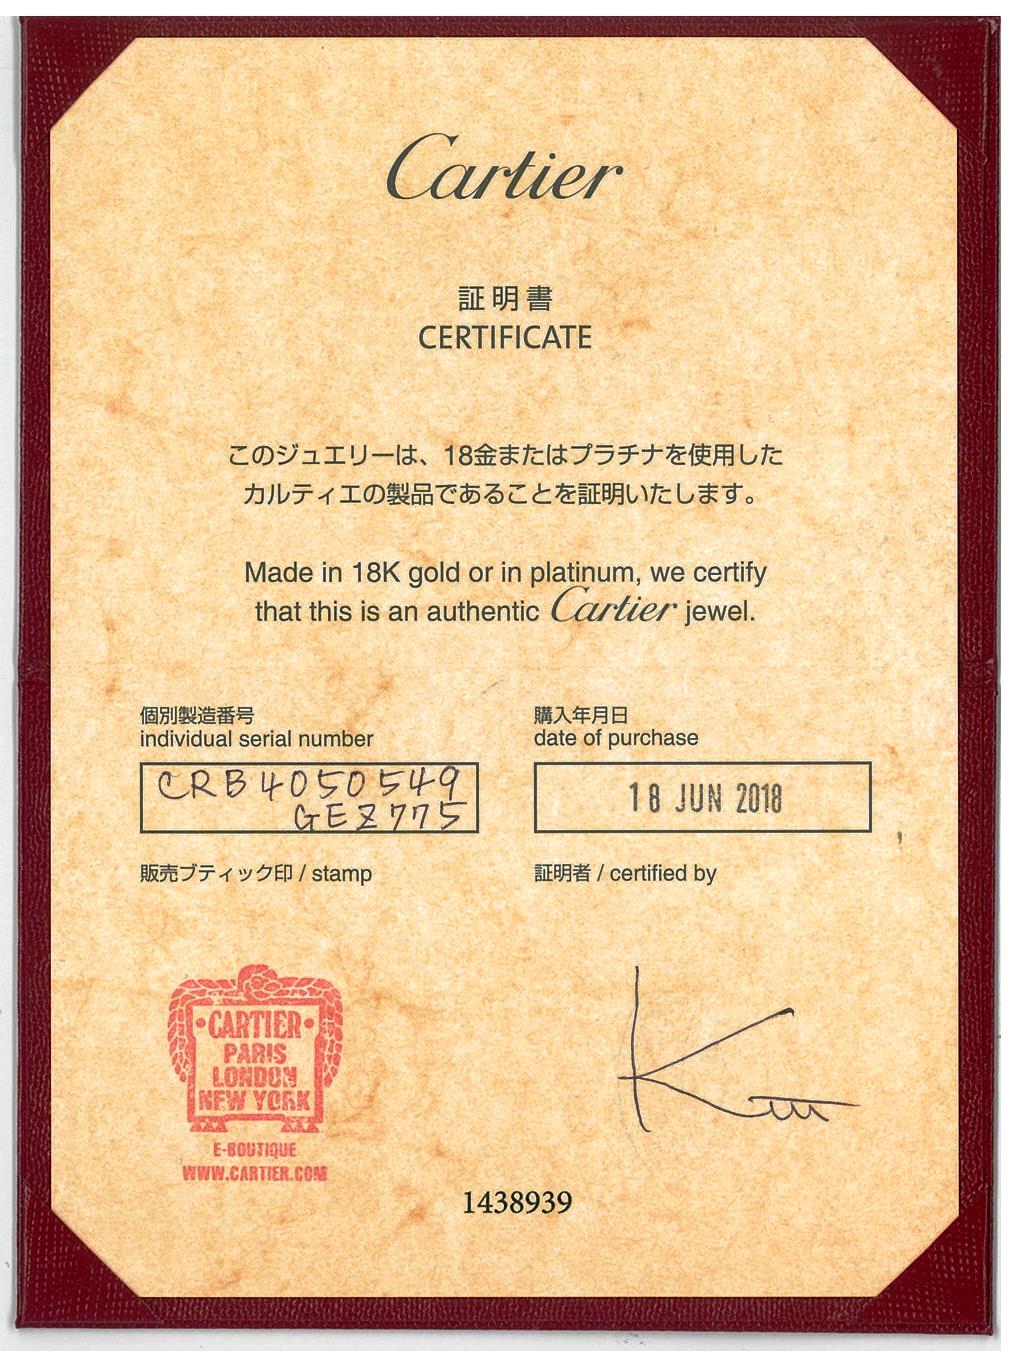 Cartier
証明書
CERTIFICATE
このジュエリーは、18金またはプラチナを使用した
カルティエの製品であることを証明いたします。
Made in 18K gold or in platinum, we certify
that this is an authentic Cartier jewel.
個別製造番号
individual serial number
CRB4050549
GEZ775
購入年月日
date of purchase
18 JUN 2018
販売ブティック印 / stamp
証明者 / certified by
•CARTIER•
PARIS
LONDON
NEW YORK
E-BOUTIQUE
WWW.CARTIER.COM
1438939